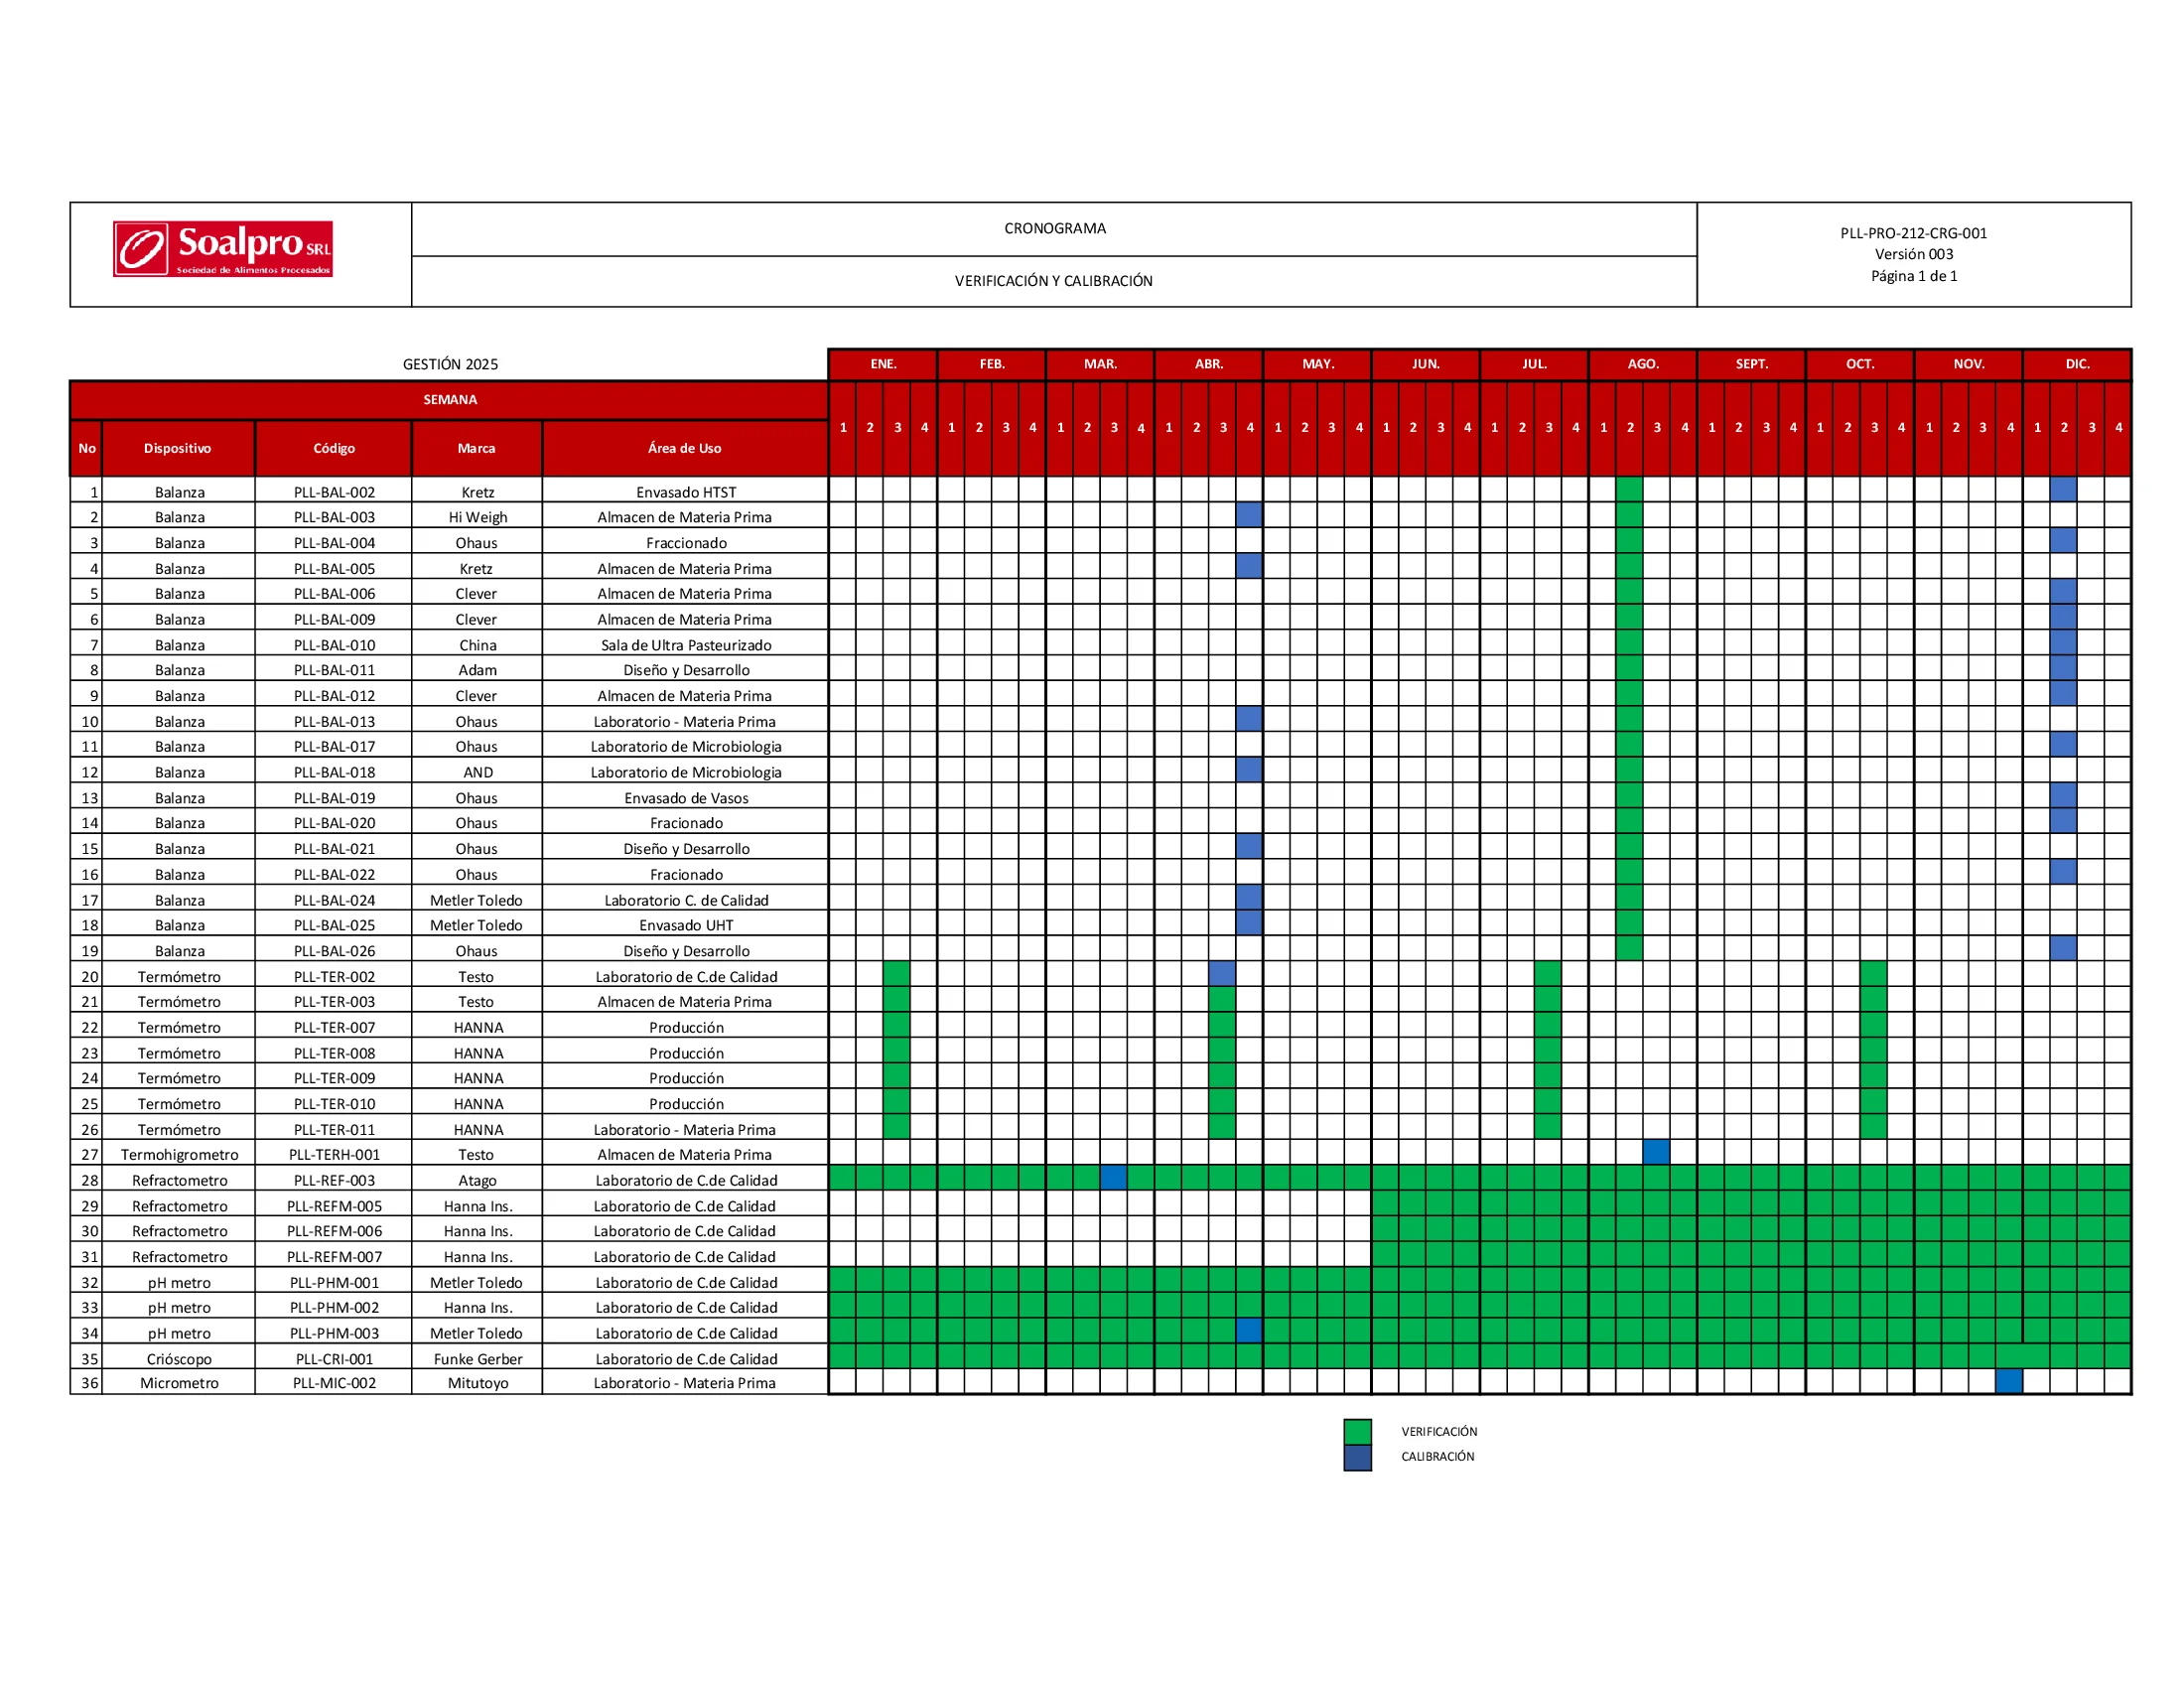 Soalpro SRL
Sociedad de Alimentos Procesados
CRONOGRAMA
VERIFICACIÓN Y CALIBRACIÓN
PLL-PRO-212-CRG-001
Versión 003
Página 1 de 1
GESTIÓN 2025
ENE. FEB. MAR. ABR. MAY. JUN. JUL. AGO. SEPT. OCT. NOV. DIC.
SEMANA
1 2 3 4 1 2 3 4 1 2 3 4 1 2 3 4 1 2 3 4 1 2 3 4 1 2 3 4 1 2 3 4 1 2 3 4 1 2 3 4 1 2 3 4 1 2 3 4
No Dispositivo Código Marca Área de Uso
1 Balanza PLL-BAL-002 Kretz Envasado HTST
2 Balanza PLL-BAL-003 Hi Weigh Almacen de Materia Prima
3 Balanza PLL-BAL-004 Ohaus Fraccionado
4 Balanza PLL-BAL-005 Kretz Almacen de Materia Prima
5 Balanza PLL-BAL-006 Clever Almacen de Materia Prima
6 Balanza PLL-BAL-009 Clever Almacen de Materia Prima
7 Balanza PLL-BAL-010 China Sala de Ultra Pasteurizado
8 Balanza PLL-BAL-011 Adam Diseño y Desarrollo
9 Balanza PLL-BAL-012 Clever Almacen de Materia Prima
10 Balanza PLL-BAL-013 Ohaus Laboratorio - Materia Prima
11 Balanza PLL-BAL-017 Ohaus Laboratorio de Microbiologia
12 Balanza PLL-BAL-018 AND Laboratorio de Microbiologia
13 Balanza PLL-BAL-019 Ohaus Envasado de Vasos
14 Balanza PLL-BAL-020 Ohaus Fracionado
15 Balanza PLL-BAL-021 Ohaus Diseño y Desarrollo
16 Balanza PLL-BAL-022 Ohaus Fracionado
17 Balanza PLL-BAL-024 Metler Toledo Laboratorio C. de Calidad
18 Balanza PLL-BAL-025 Metler Toledo Envasado UHT
19 Balanza PLL-BAL-026 Ohaus Diseño y Desarrollo
20 Termómetro PLL-TER-002 Testo Laboratorio de C.de Calidad
21 Termómetro PLL-TER-003 Testo Almacen de Materia Prima
22 Termómetro PLL-TER-007 HANNA Producción
23 Termómetro PLL-TER-008 HANNA Producción
24 Termómetro PLL-TER-009 HANNA Producción
25 Termómetro PLL-TER-010 HANNA Producción
26 Termómetro PLL-TER-011 HANNA Laboratorio - Materia Prima
27 Termohigrometro PLL-TERH-001 Testo Almacen de Materia Prima
28 Refractometro PLL-REF-003 Atago Laboratorio de C.de Calidad
29 Refractometro PLL-REFM-005 Hanna Ins. Laboratorio de C.de Calidad
30 Refractometro PLL-REFM-006 Hanna Ins. Laboratorio de C.de Calidad
31 Refractometro PLL-REFM-007 Hanna Ins. Laboratorio de C.de Calidad
32 pH metro PLL-PHM-001 Metler Toledo Laboratorio de C.de Calidad
33 pH metro PLL-PHM-002 Hanna Ins. Laboratorio de C.de Calidad
34 pH metro PLL-PHM-003 Metler Toledo Laboratorio de C.de Calidad
35 Crióscopo PLL-CRI-001 Funke Gerber Laboratorio de C.de Calidad
36 Micrometro PLL-MIC-002 Mitutoyo Laboratorio - Materia Prima
VERIFICACIÓN
CALIBRACIÓN